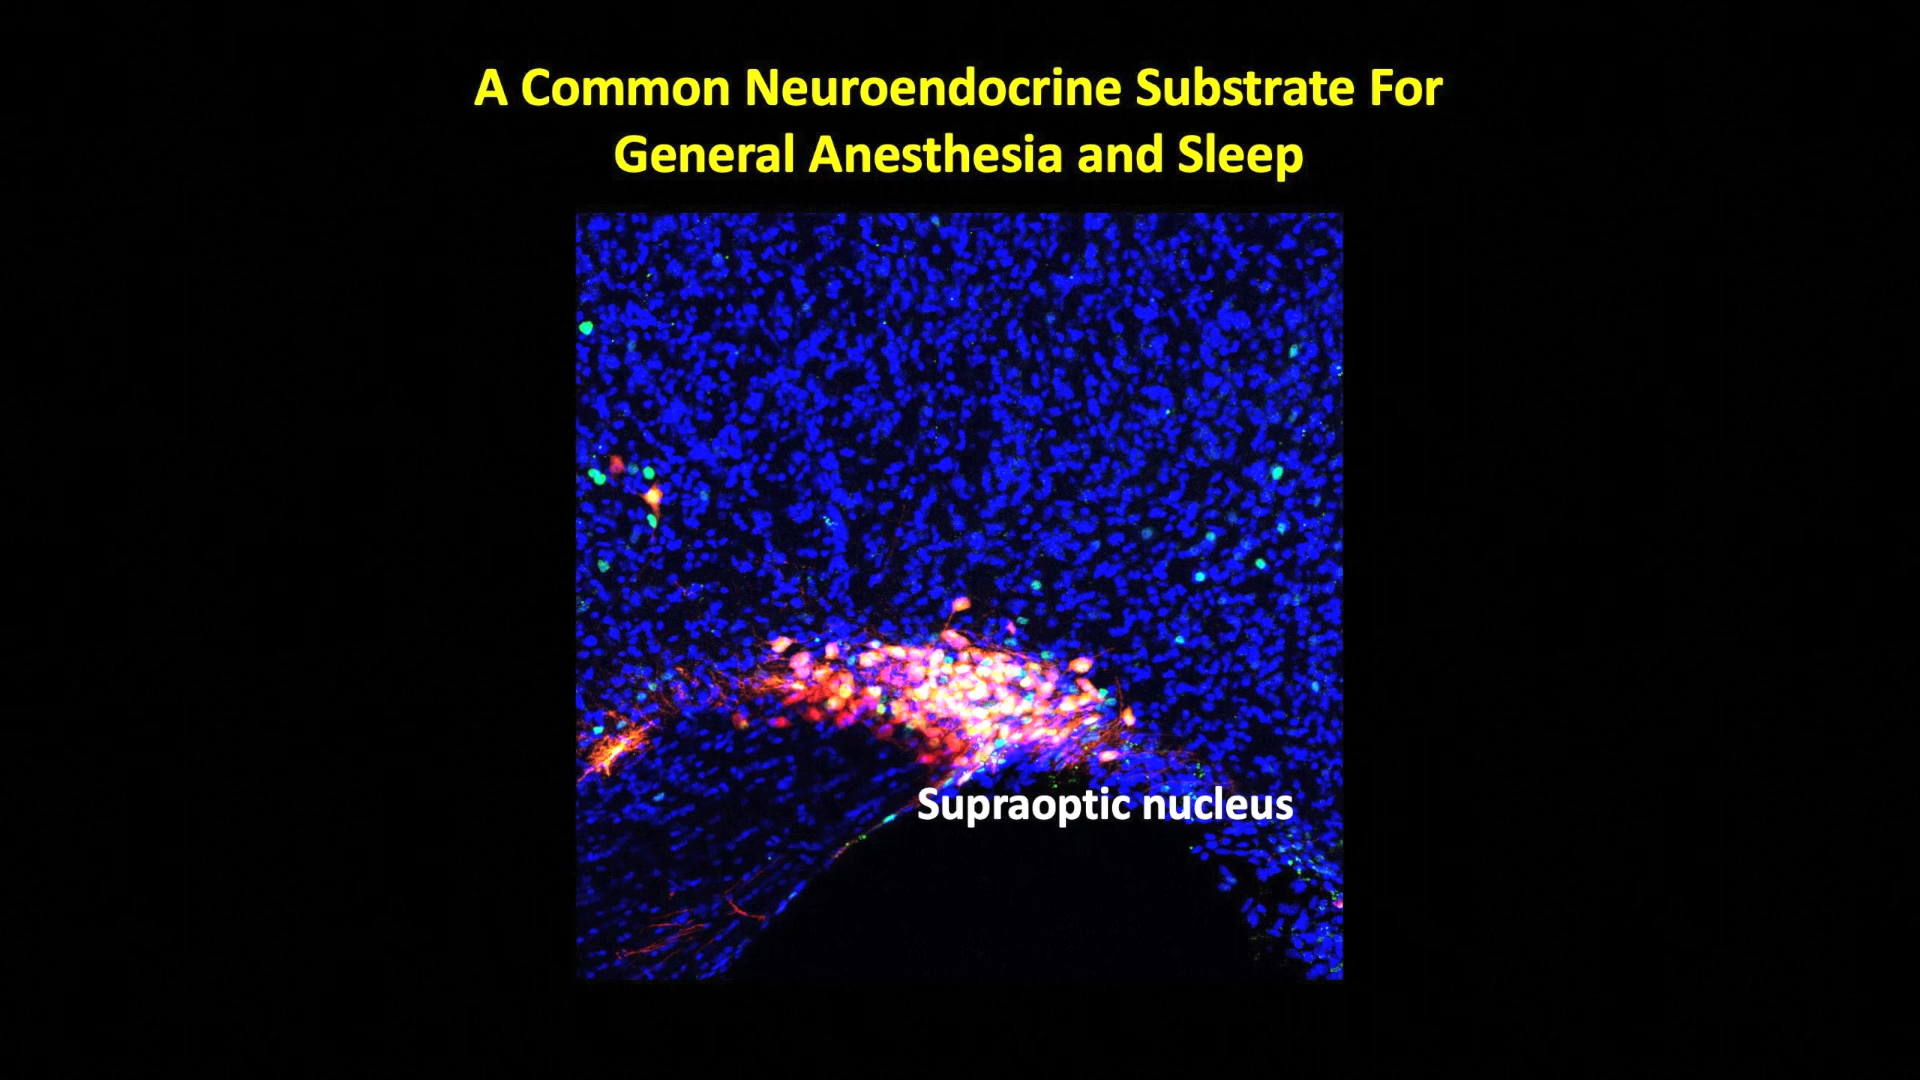 A Common Neuroendocrine Substrate For
General Anesthesia and Sleep
Supraoptic nucleus